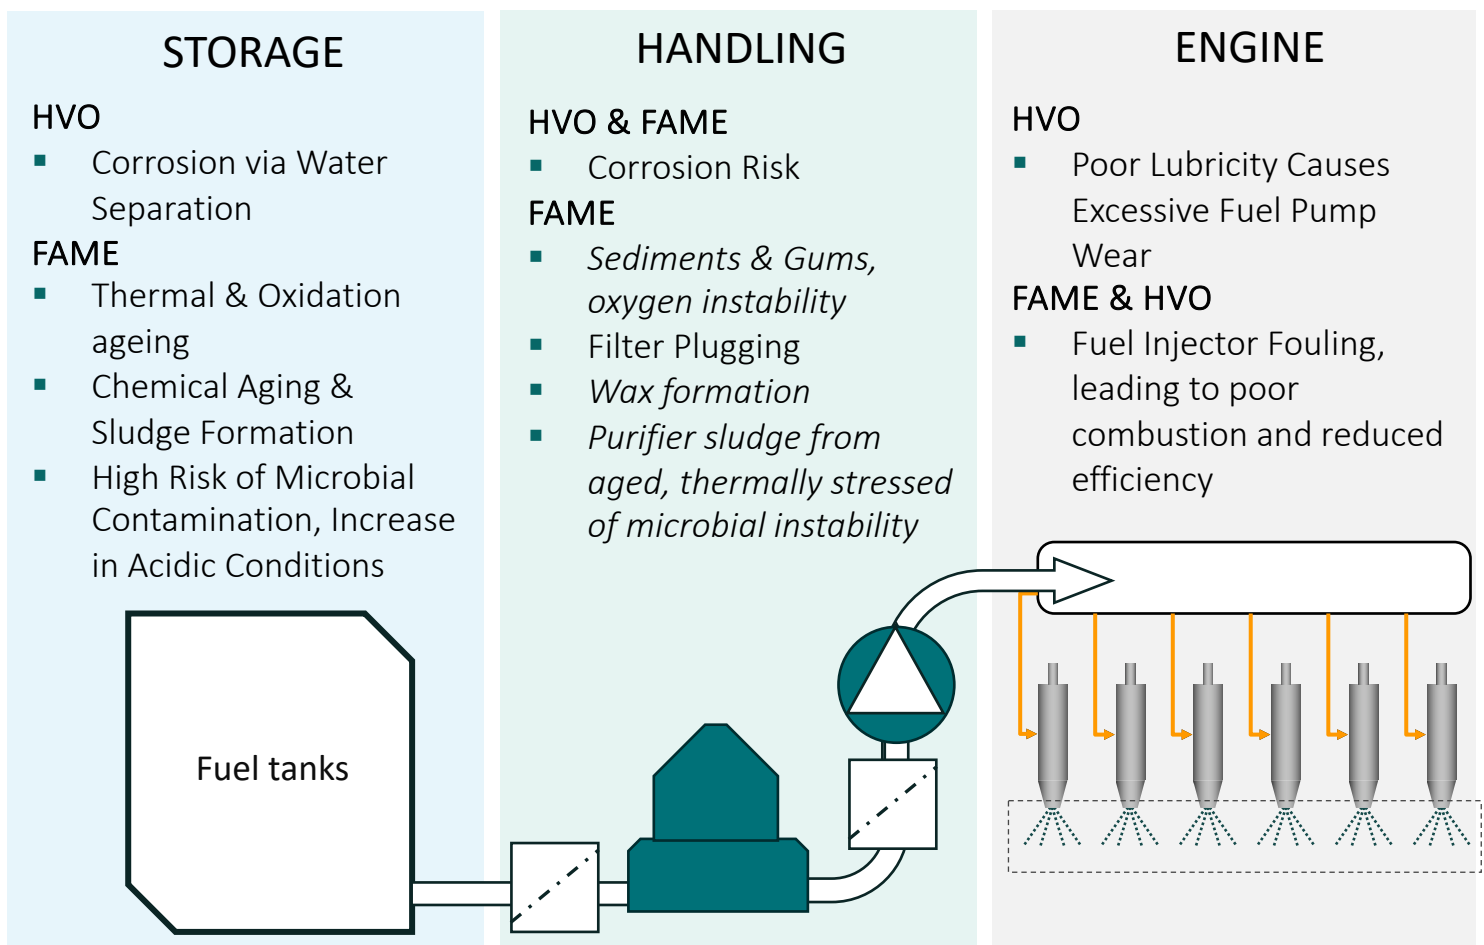 STORAGE
HVO
▪ Corrosion via Water
Separation
FAME
▪ Thermal & Oxidation
ageing
▪ Chemical Aging &
Sludge Formation
▪ High Risk of Microbial
Contamination, Increase
in Acidic Conditions
Fuel tanks
HANDLING
HVO & FAME
▪ Corrosion Risk
FAME
▪ Sediments & Gums,
oxygen instability
▪ Filter Plugging
▪ Wax formation
▪ Purifier sludge from
aged, thermally stressed
of microbial instability
ENGINE
HVO
▪ Poor Lubricity Causes
Excessive Fuel Pump
Wear
FAME & HVO
▪ Fuel Injector Fouling,
leading to poor
combustion and reduced
efficiency